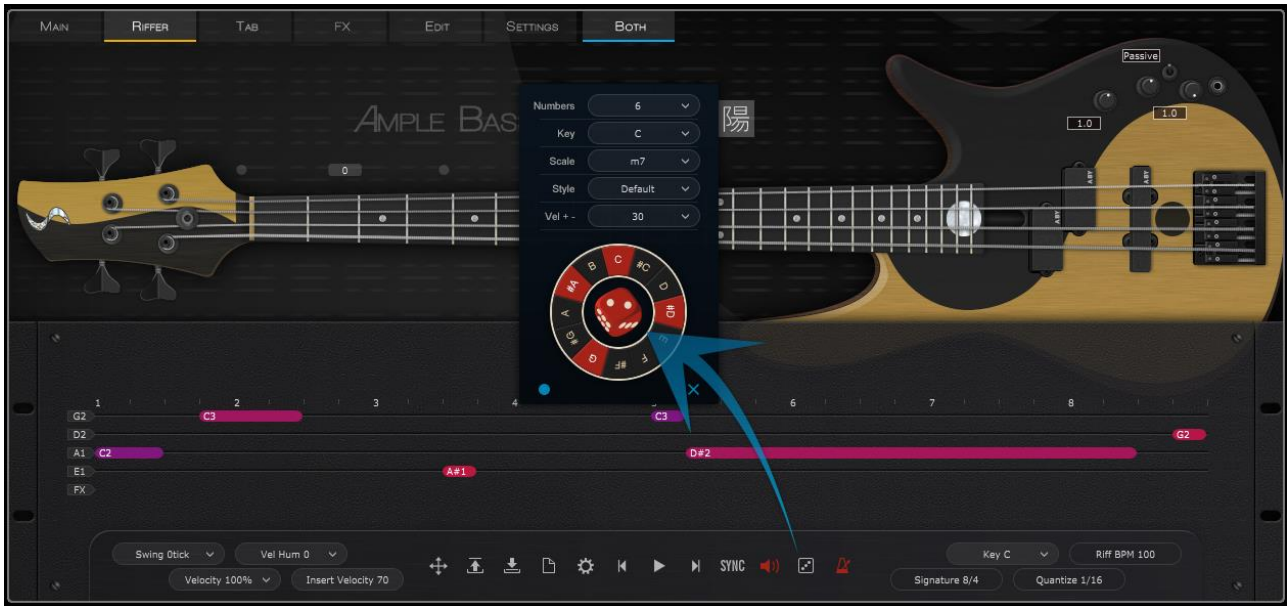 MAIN RIFFER TAB FX EDIT SETTINGS BOTH
Passive
Numbers 6
AMPLE BAS 陽
Key C
1.0 1.0
Scale m7
0
Style Default
Vel + - 30
C #C D #D E F #F G #G A #A B
ABY ABY ABY
1 2 3 4 5 6 7 8
G2 C3 C3
D2 G2
A1 C2 D#2
E1 A#1
FX
Swing 0tick Vel Hum 0 SYNC Key C Riff BPM 100
Velocity 100% Insert Velocity 70 Signature 8/4 Quantize 1/16